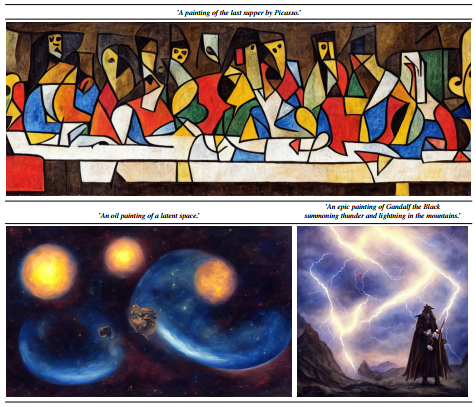 'A painting of the last supper by Picasso.'
'An oil painting of a latent space.'
'An epic painting of Gandalf the Black
summoning thunder and lightning in the mountains.'